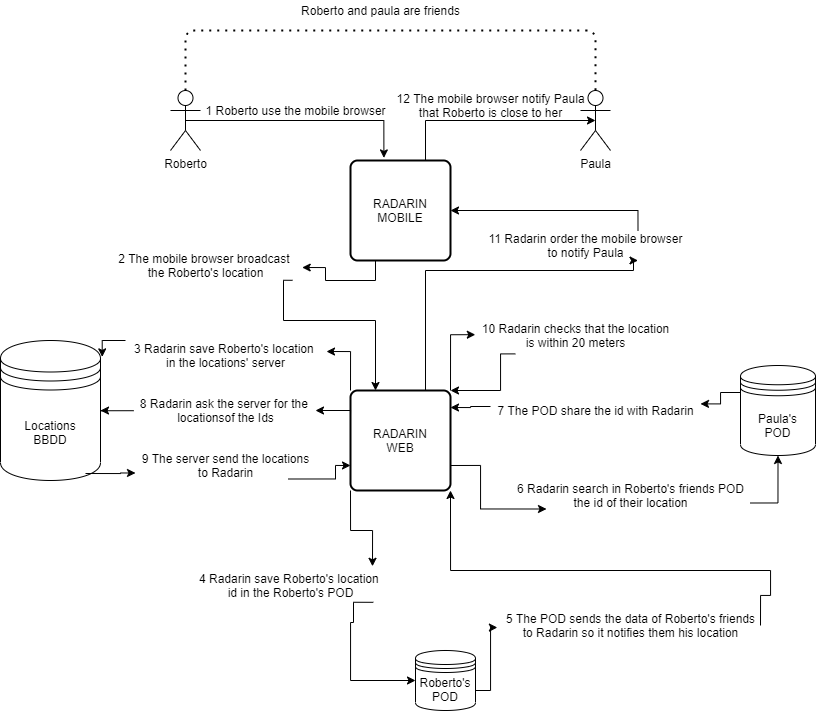 Roberto and paula are friends
1 Roberto use the mobile browser
12 The mobile browser notify Paula
that Roberto is close to her
Roberto
Paula
RADARIN
MOBILE
11 Radarin order the mobile browser
to notify Paula
2 The mobile browser broadcast
the Roberto's location
10 Radarin checks that the location
is within 20 meters
3 Radarin save Roberto's location
in the locations' server
8 Radarin ask the server for the
locationsof the Ids
7 The POD share the id with Radarin
Locations
BBDD
RADARIN
WEB
Paula's
POD
9 The server send the locations
to Radarin
6 Radarin search in Roberto's friends POD
the id of their location
4 Radarin save Roberto's location
id in the Roberto's POD
5 The POD sends the data of Roberto's friends
to Radarin so it notifies them his location
Roberto's
POD